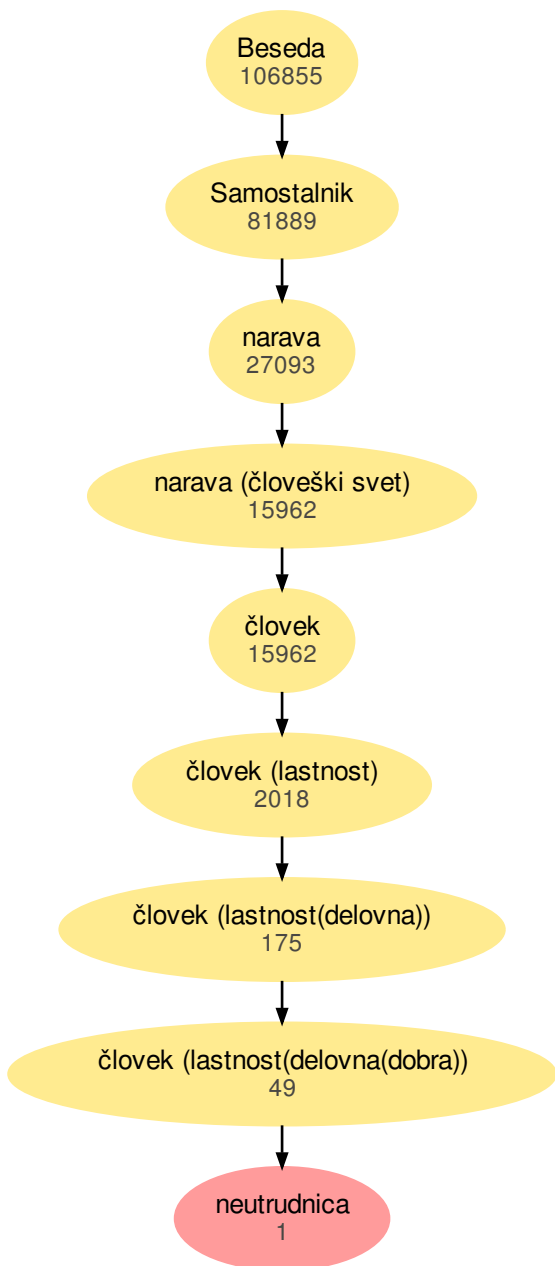 Beseda
106855
Samostalnik
81889
narava
27093
narava (človeški svet)
15962
človek
15962
človek (lastnost)
2018
človek (lastnost(delovna))
175
človek (lastnost(delovna(dobra))
49
neutrudnica
1